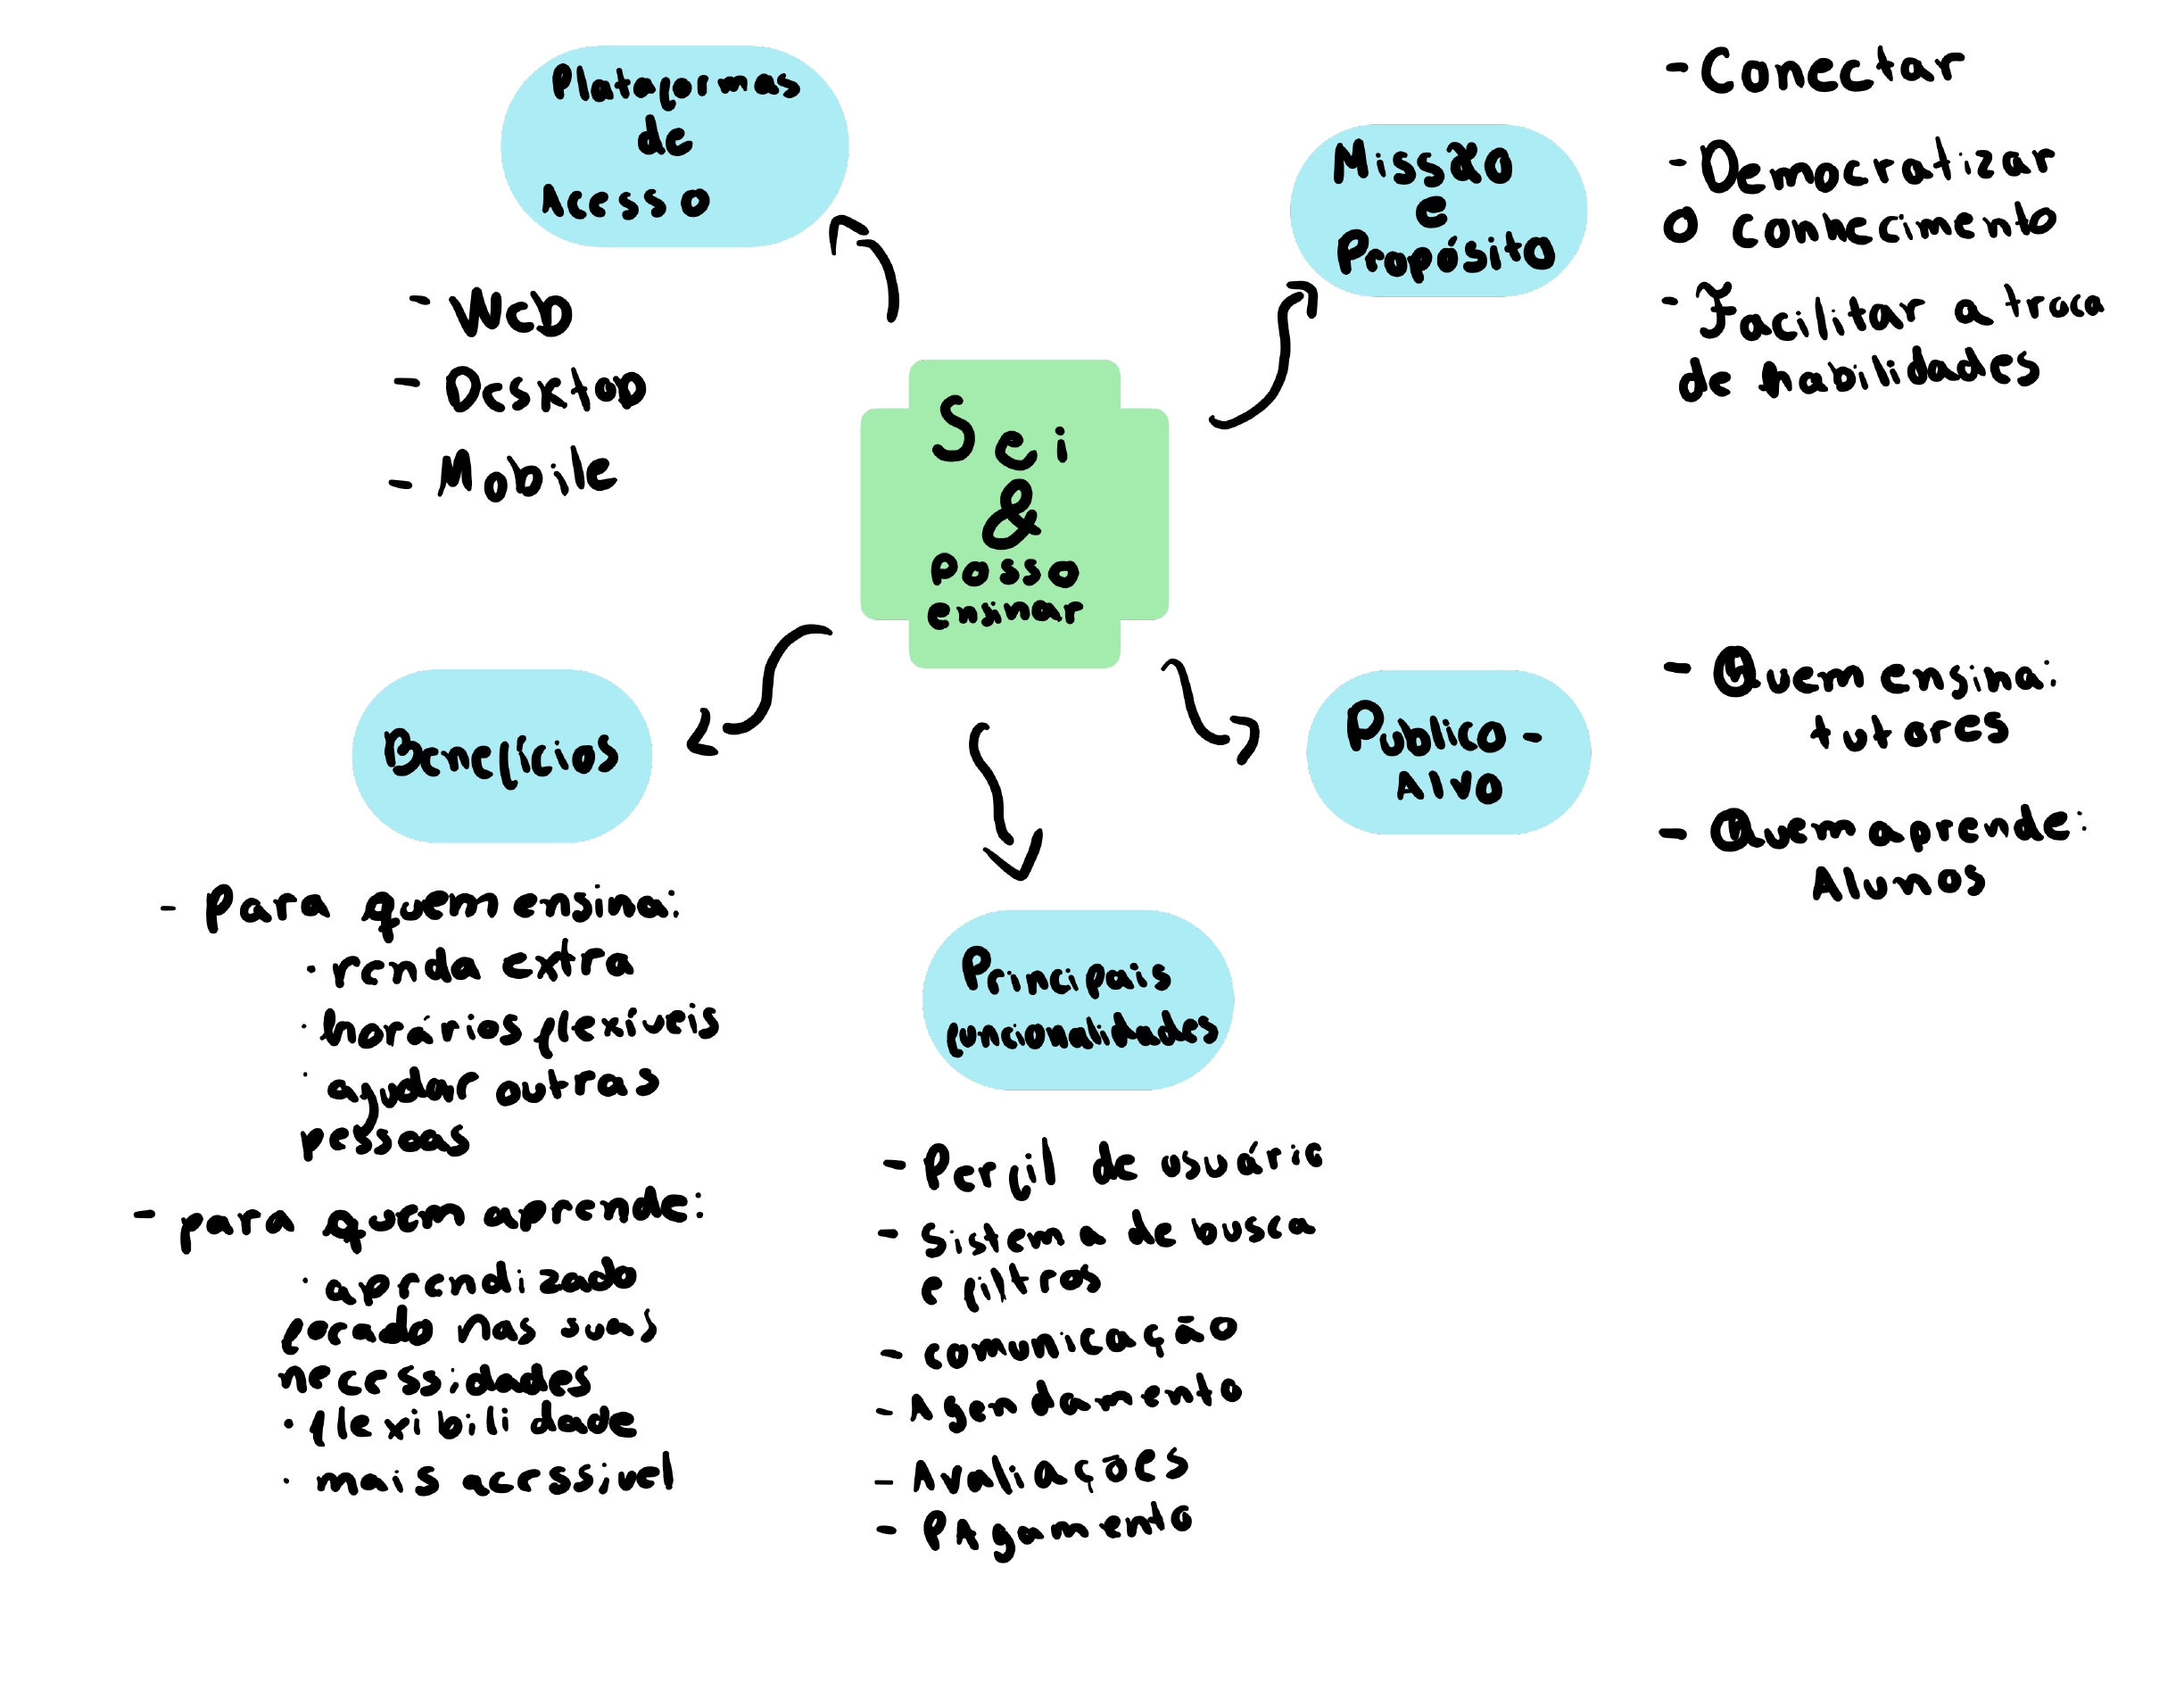 Plataformas
de
Acesso
- Web
- Desktop
- Mobile
Missão
E
Propósito
- Conectar
- Democratizar
o conhecimento
- Facilitar a troca
de habilidades
Sei
&
Posso
ensinar
Público-
Alvo
- Quem ensina:
tutores
- Quem aprende:
Alunos
Benefícios
- Para quem ensina:
· renda extra
· horários flexíveis
· ajudar outras
pessoas
- para quem aprende:
· aprendizado
focado nas suas
necessidades
· flexibilidade
· mais acessível
Principais
funcionalidades
- Perfil de usuário
- sistema de busca
e filtros
- comunicação
- Agendamento
- Avaliações
- PAgamento